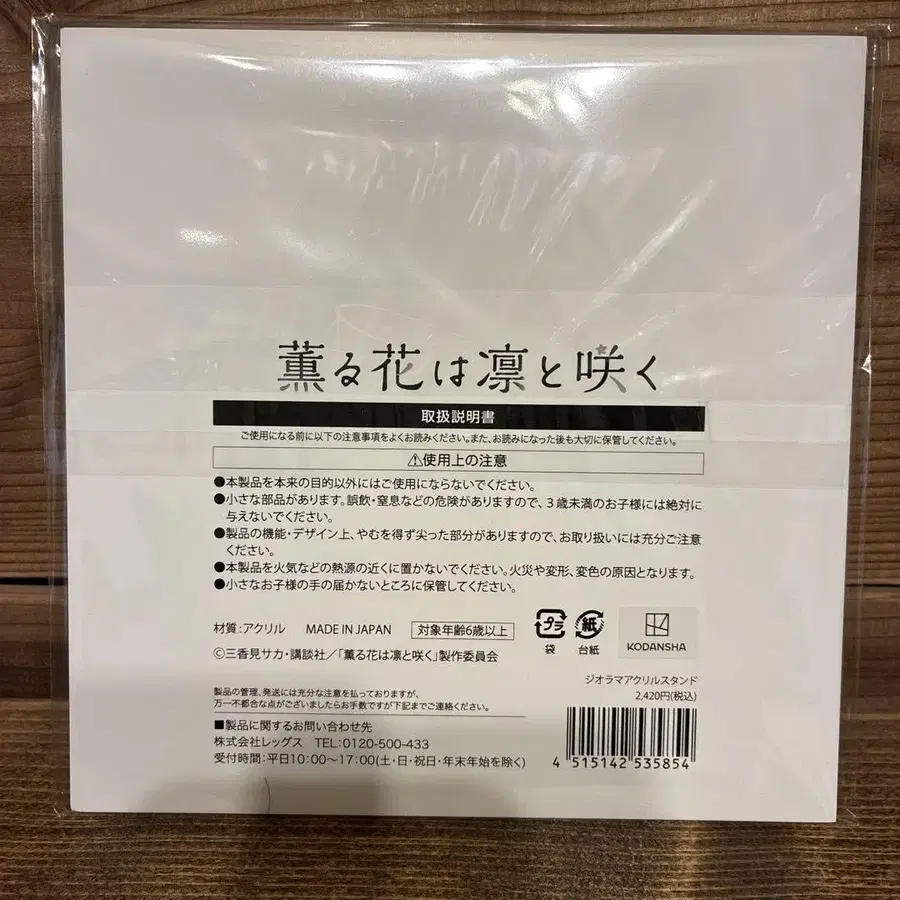 薫る花は凛と咲く
取扱説明書
ご使用になる前に以下の注意事項をよくお読みください。また、お読みになった後も大切に保管してください。
⚠使用上の注意
●本製品を本来の目的以外にはご使用にならないでください。
●小さな部品があります。誤飲・窒息などの危険がありますので、3歳未満のお子様には絶対に
与えないでください。
●製品の機能・デザイン上、やむを得ず尖った部分がありますので、お取り扱いには充分ご注意
ください。
●本製品を火気などの熱源の近くに置かないでください。火災や変形、変色の原因となります。
●小さなお子様の手の届かないところに保管してください。
材質:アクリル MADE IN JAPAN 対象年齢6歳以上
プラ 袋
紙 台紙
KODANSHA
©三香見サカ・講談社/「薫る花は凛と咲く」製作委員会
ジオラマアクリルスタンド
2,420円(税込)
製品の管理、発送には充分な注意を払っておりますが、
万一不都合な点がございましたらお手数ですが下記までご連絡ください。
■製品に関するお問い合わせ先
株式会社レッグス TEL:0120-500-433
受付時間:平日10:00〜17:00(土・日・祝日・年末年始を除く)
4 515142 535854